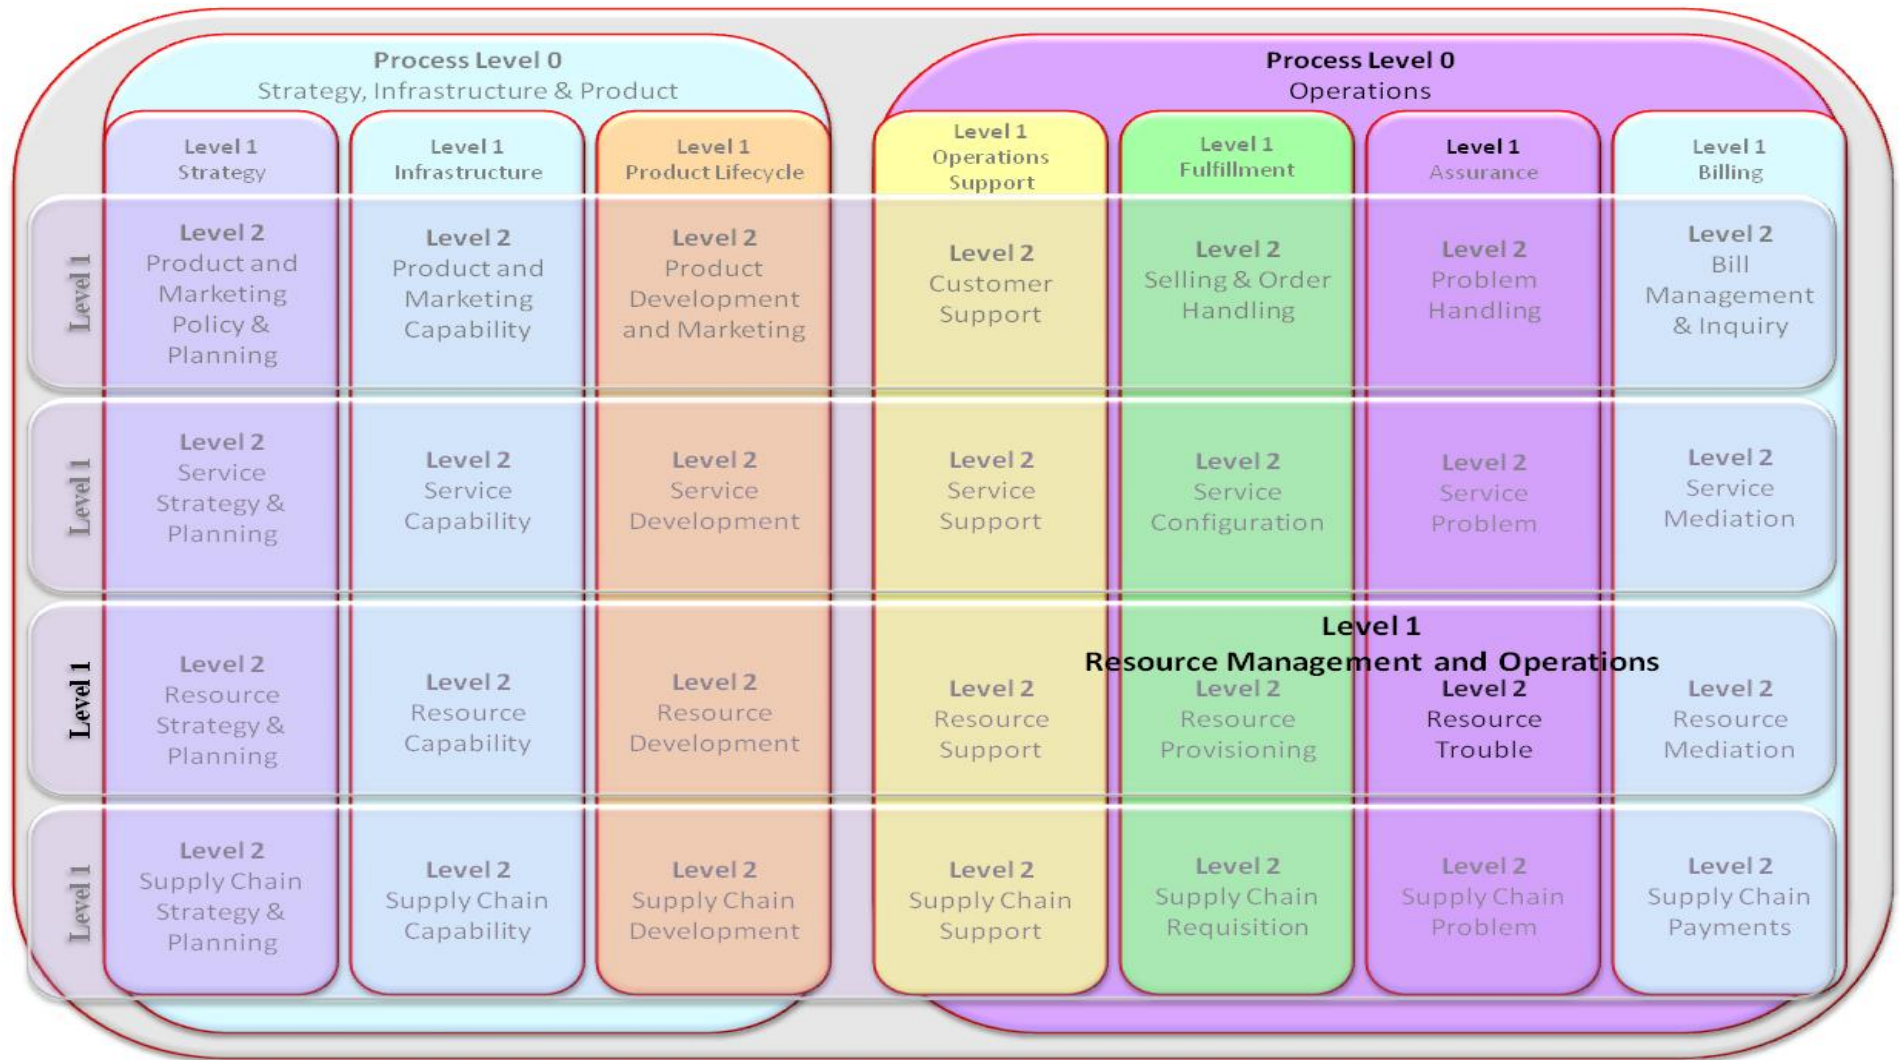 Process Level 0
Strategy, Infrastructure & Product
Process Level 0
Operations
Level 1
Strategy
Level 1
Infrastructure
Level 1
Product Lifecycle
Level 1
Operations
Support
Level 1
Fulfillment
Level 1
Assurance
Level 1
Billing
Level 1
Level 2
Product and
Marketing
Policy &
Planning
Level 2
Product and
Marketing
Capability
Level 2
Product
Development
and Marketing
Level 2
Customer
Support
Level 2
Selling & Order
Handling
Level 2
Problem
Handling
Level 2
Bill
Management
& Inquiry
Level 1
Level 2
Service
Strategy &
Planning
Level 2
Service
Capability
Level 2
Service
Development
Level 2
Service
Support
Level 2
Service
Configuration
Level 2
Service
Problem
Level 2
Service
Mediation
Level 1
Level 1
Resource Management and Operations
Level 2
Resource
Strategy &
Planning
Level 2
Resource
Capability
Level 2
Resource
Development
Level 2
Resource
Support
Level 2
Resource
Provisioning
Level 2
Resource
Trouble
Level 2
Resource
Mediation
Level 1
Level 2
Supply Chain
Strategy &
Planning
Level 2
Supply Chain
Capability
Level 2
Supply Chain
Development
Level 2
Supply Chain
Support
Level 2
Supply Chain
Requisition
Level 2
Supply Chain
Problem
Level 2
Supply Chain
Payments